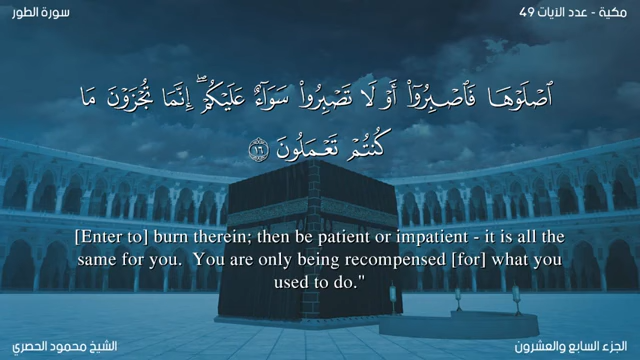 مكية - عدد الآيات 49
سورة الطور
ٱصۡلَوۡهَا فَٱصۡبِرُوٓاْ أَوۡ لَا تَصۡبِرُواْ سَوَآءٌ عَلَيۡكُمۡۖ إِنَّمَا تُجۡزَوۡنَ مَا
كُنتُمۡ تَعۡمَلُونَ ١٦
[Enter to] burn therein; then be patient or impatient - it is all the
same for you.  You are only being recompensed [for] what you
used to do."
الجزء السابع والعشرون
الشيخ محمود الحصري